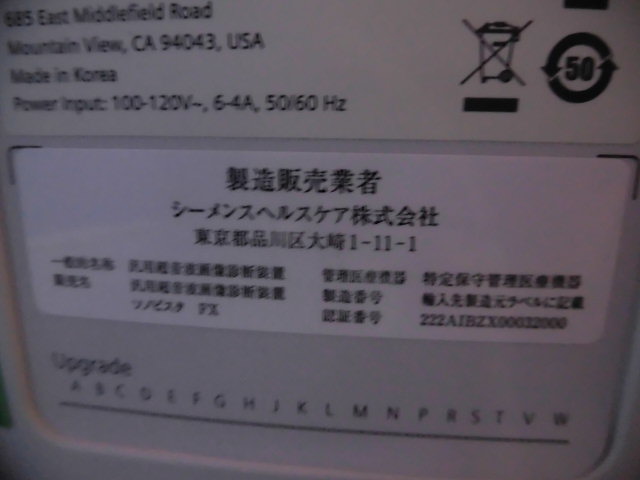 685 East Middlefield Road
Mountain View, CA 94043, USA
Made in Korea
Power Input: 100-120V~, 6-4A, 50/60 Hz
50
製造販売業者
シーメンスヘルスケア株式会社
東京都品川区大崎1-11-1
一般的名称 汎用超音波画像診断装置 管理医療機器 特定保守管理医療機器
販売名 汎用超音波画像診断装置 製造番号 輸入先製造元ラベルに記載
ソノビスタ FX 認証番号 222AIBZX00032000
Upgrade
A B C D E F G H J K L M N P R S T V W